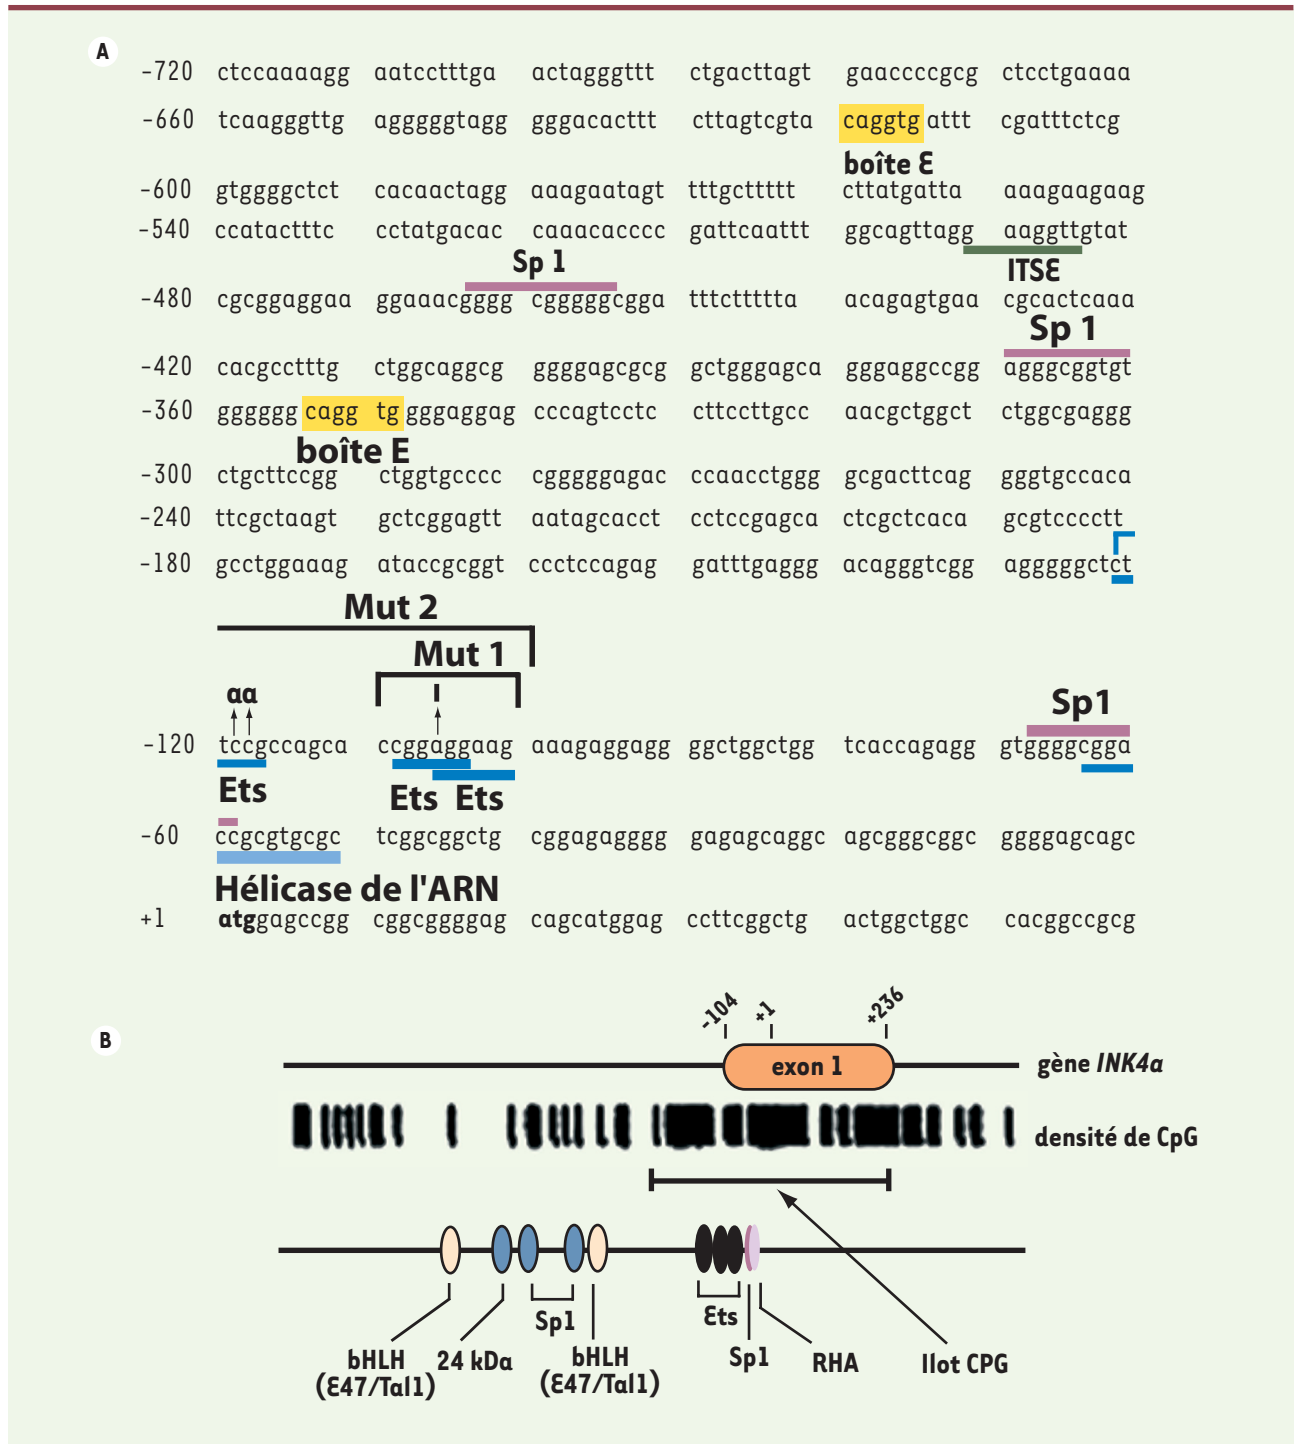 A
-720 ctccaaaagg aatcctttga actagggttt ctgacttagt gaaccccgcg ctcctgaaaa
-660 tcaagggttg agggggtagg gggacacttt cttagtcgta caggtgattt cgatttctcg
boîte E
-600 gtggggctct cacaactagg aaagaatagt tttgcttttt cttatgatta aaagaagaag
-540 ccatactttc cctatgacac caaacacccc gattcaattt ggcagttagg aaggttgtat
Sp 1 ITSE
-480 cgcggaggaa ggaaacgggg cgggggcgga tttcttttta acagagtgaa cgcactcaaa
Sp 1
-420 cacgcctttg ctggcaggcg ggggagcgcg gctgggagca gggaggccgg agggcggtgt
-360 gggggg cagg tg gggaggag cccagtcctc cttccttgcc aacgctggct ctggcgaggg
boîte E
-300 ctgcttccgg ctggtgcccc cgggggagac ccaacctggg gcgacttcag gggtgccaca
-240 ttcgctaagt gctcggagtt aatagcacct cctccgagca ctcgctcaca gcgtcccctt
-180 gcctggaaag ataccgcggt ccctccagag gatttgaggg acagggtcgg agggggctct
Mut 2
Mut 1
aa
Sp1
-120 tccgccagca ccggaggaag aaagaggagg ggctggctgg tcaccagagg gtggggcgga
Ets Ets Ets
-60 ccgcgtgcgc tcggcggctg cggagagggg gagagcaggc agcgggcggc ggggagcagc
Hélicase de l'ARN
+1 atggagccgg cggcggggag cagcatggag ccttcggctg actggctggc cacggccgcg
B
-104 +1 +236
exon 1 gène INK4a
densité de CpG
Sp1 Ets
bHLH 24 kDa bHLH Sp1 RHA Ilot CPG
(E47/Tal1) (E47/Tal1)